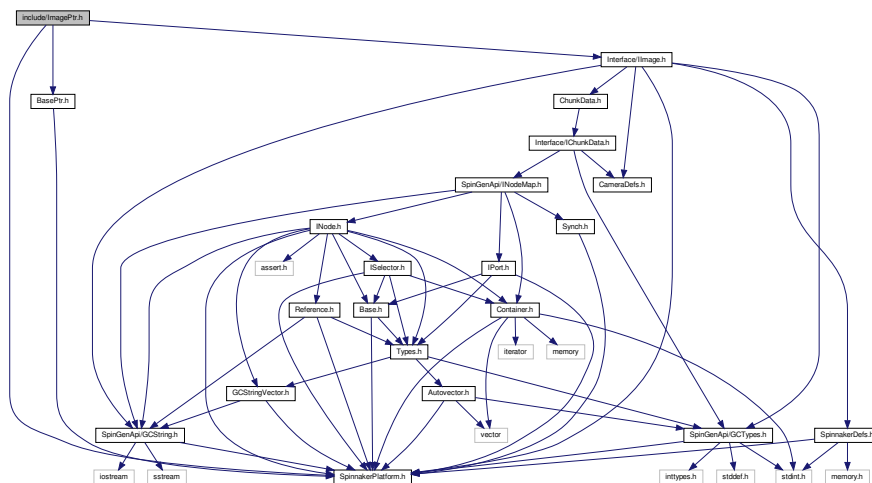 include/ImagePtr.h
Interface/IImage.h
BasePtr.h
ChunkData.h
Interface/IChunkData.h
SpinGenApi/INodeMap.h
CameraDefs.h
INode.h
Synch.h
assert.h
ISelector.h
IPort.h
Reference.h
Base.h
Container.h
Types.h
iterator
memory
GCStringVector.h
Autovector.h
SpinGenApi/GCString.h
vector
SpinGenApi/GCTypes.h
SpinnakerDefs.h
iostream
sstream
SpinnakerPlatform.h
inttypes.h
stddef.h
stdint.h
memory.h